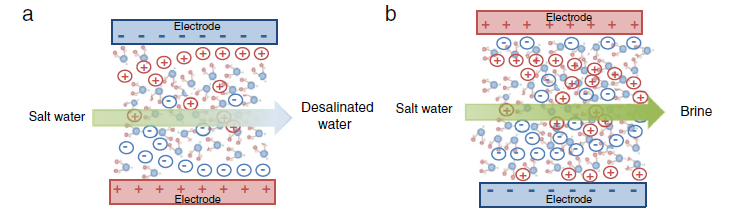 a
Electrode
- - - - - - - -
Salt water
Desalinated
water
+ + + + + + + +
Electrode
b
Electrode
+ + + + + + + +
Salt water
Brine
- - - - - - - -
Electrode